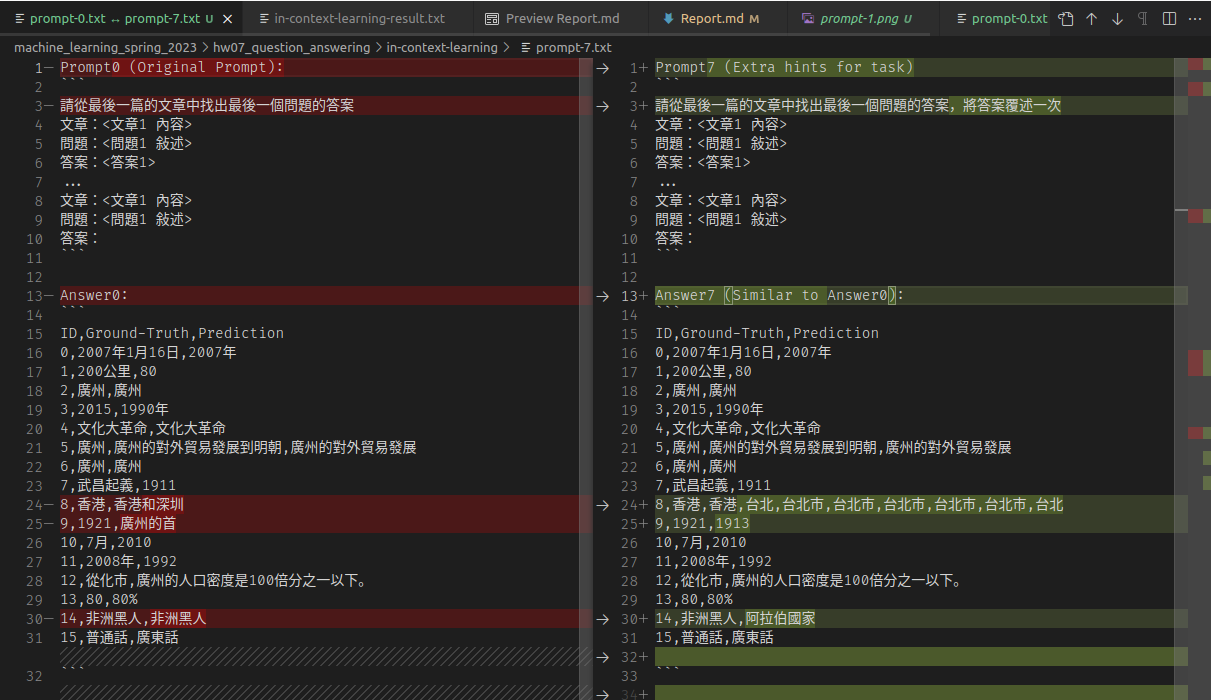 prompt-0.txt ↔ prompt-7.txt U
in-context-learning-result.txt
Preview Report.md
Report.md M
prompt-1.png U
prompt-0.txt
machine_learning_spring_2023 > hw07_question_answering > in-context-learning > prompt-7.txt
1− Prompt0 (Original Prompt):
2 ```
3− 請從最後一篇的文章中找出最後一個問題的答案
4 文章：<文章1 內容>
5 問題：<問題1 敘述>
6 答案：<答案1>
7 ...
8 文章：<文章1 內容>
9 問題：<問題1 敘述>
10 答案：
11 ```
12
13− Answer0:
14 ```
15 ID,Ground-Truth,Prediction
16 0,2007年1月16日,2007年
17 1,200公里,80
18 2,廣州,廣州
19 3,2015,1990年
20 4,文化大革命,文化大革命
21 5,廣州,廣州的對外貿易發展到明朝,廣州的對外貿易發展
22 6,廣州,廣州
23 7,武昌起義,1911
24− 8,香港,香港和深圳
25− 9,1921,廣州的首
26 10,7月,2010
27 11,2008年,1992
28 12,從化市,廣州的人口密度是100倍分之一以下。
29 13,80,80%
30− 14,非洲黑人,非洲黑人
31 15,普通話,廣東話
32 ```
1+ Prompt7 (Extra hints for task)
2 ```
3+ 請從最後一篇的文章中找出最後一個問題的答案，將答案覆述一次
4 文章：<文章1 內容>
5 問題：<問題1 敘述>
6 答案：<答案1>
7 ...
8 文章：<文章1 內容>
9 問題：<問題1 敘述>
10 答案：
11 ```
12
13+ Answer7 (Similar to Answer0):
14 ```
15 ID,Ground-Truth,Prediction
16 0,2007年1月16日,2007年
17 1,200公里,80
18 2,廣州,廣州
19 3,2015,1990年
20 4,文化大革命,文化大革命
21 5,廣州,廣州的對外貿易發展到明朝,廣州的對外貿易發展
22 6,廣州,廣州
23 7,武昌起義,1911
24+ 8,香港,香港,台北,台北市,台北市,台北市,台北市,台北市,台北
25+ 9,1921,1913
26 10,7月,2010
27 11,2008年,1992
28 12,從化市,廣州的人口密度是100倍分之一以下。
29 13,80,80%
30+ 14,非洲黑人,阿拉伯國家
31 15,普通話,廣東話
32+
33 ```
34+